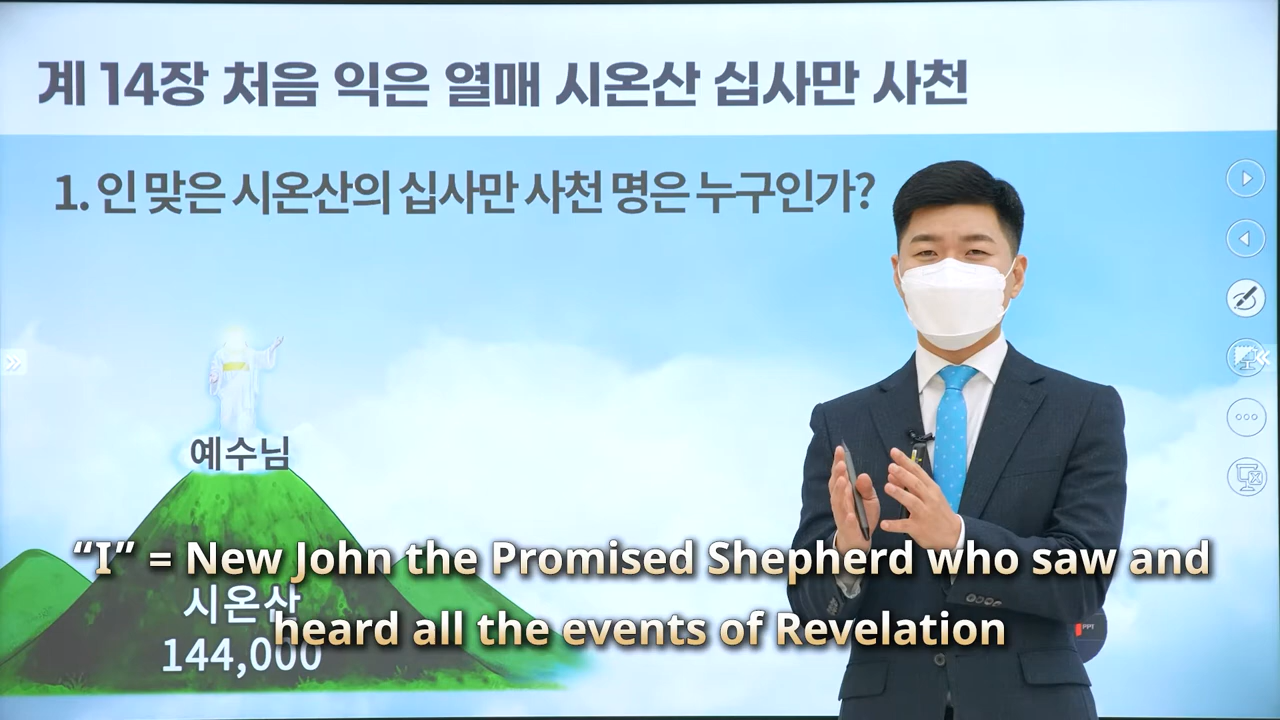 계 14장 처음 익은 열매 시온산 십사만 사천
1. 인 맞은 시온산의 십사만 사천 명은 누구인가?
예수님
시온산
144,000
“I” = New John the Promised Shepherd who saw and
heard all the events of Revelation
PPT